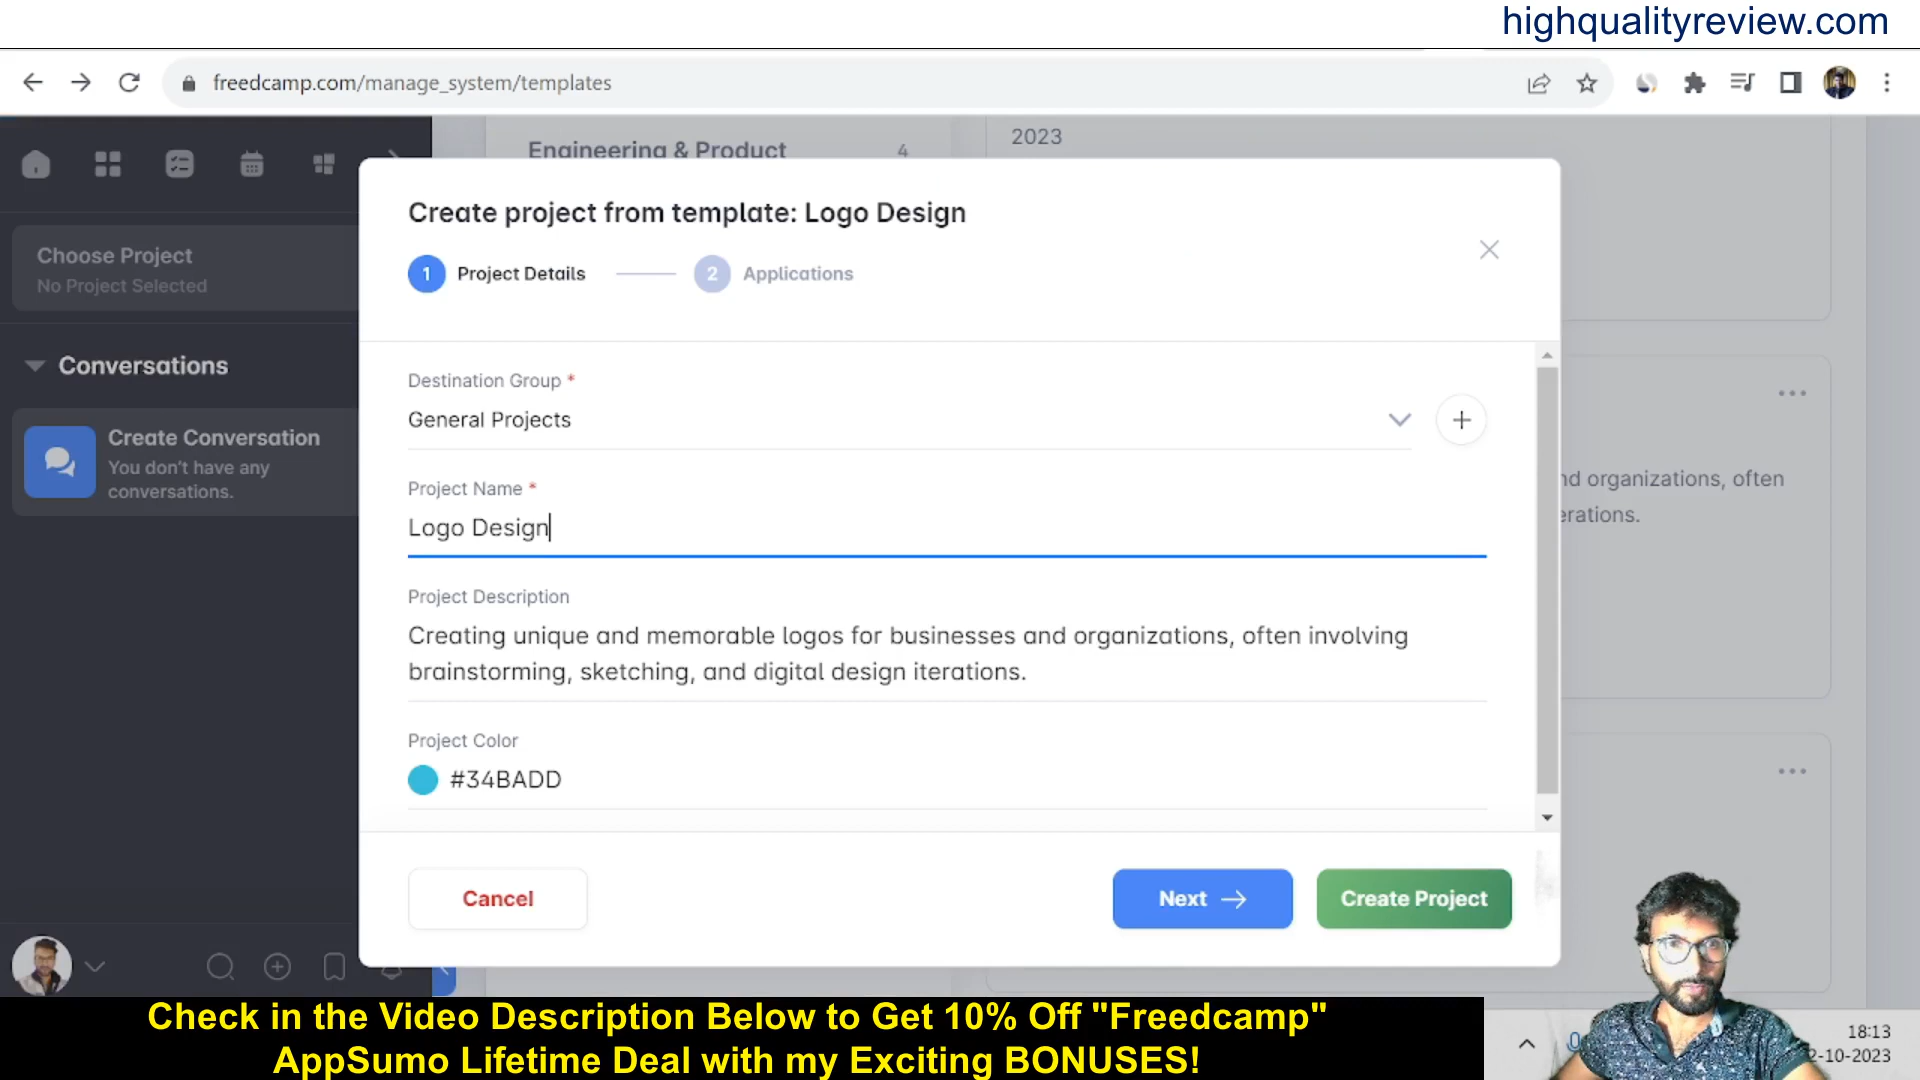 highqualityreview.com
freedcamp.com/manage_system/templates
Engineering & Product 4
2023
Choose Project
No Project Selected
Conversations
Create Conversation
You don't have any
conversations.
Create project from template: Logo Design
1 Project Details
2 Applications
Destination Group *
General Projects
Project Name *
Logo Design
Project Description
Creating unique and memorable logos for businesses and organizations, often involving
brainstorming, sketching, and digital design iterations.
Project Color
#34BADD
organizations, often
Cancel
Next
Create Project
Check in the Video Description Below to Get 10% Off "Freedcamp"
AppSumo Lifetime Deal with my Exciting BONUSES!
18:13
2-10-2023